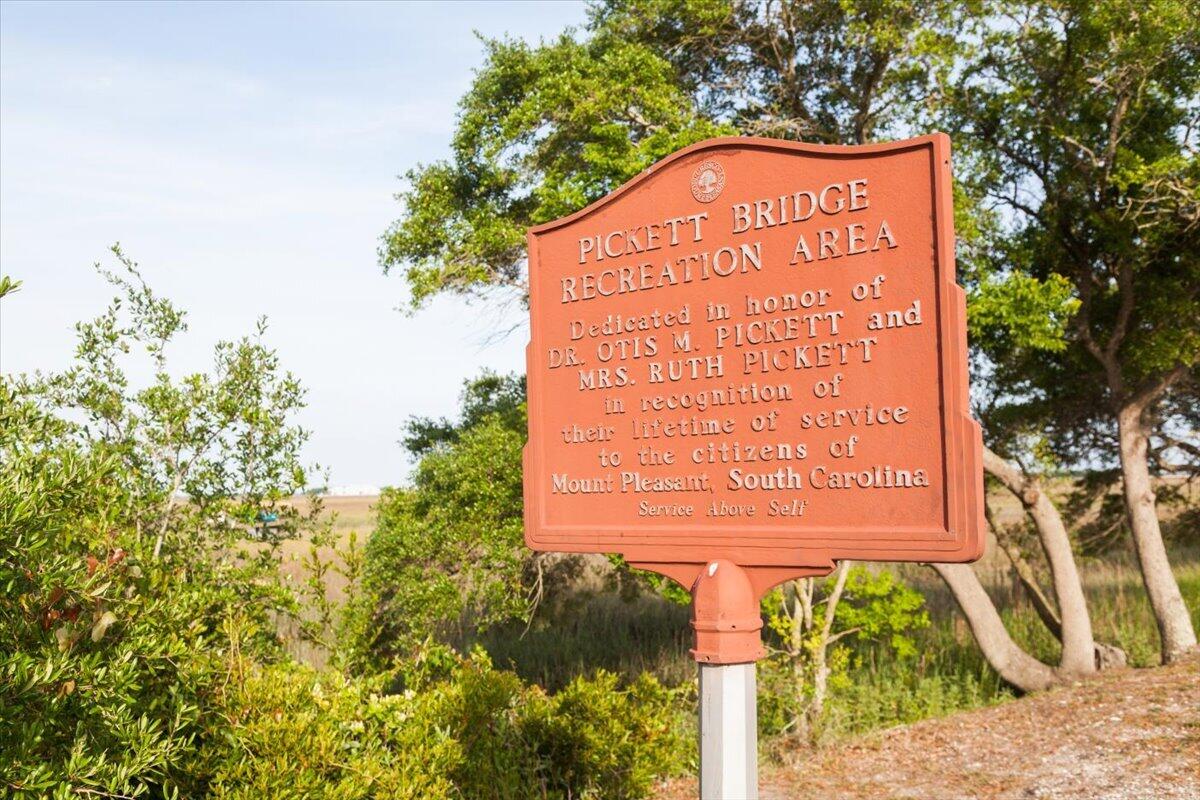 PICKETT BRIDGE
RECREATION AREA
Dedicated in honor of
DR. OTIS M. PICKETT and
MRS. RUTH PICKETT
in recognition of
their lifetime of service
to the citizens of
Mount Pleasant, South Carolina
Service Above Self